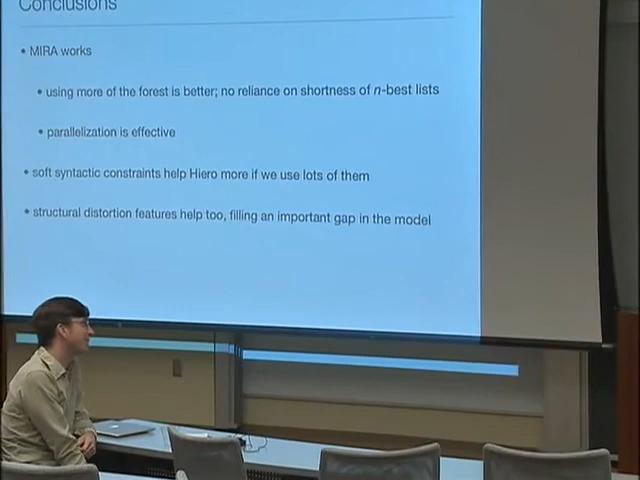 Conclusions
• MIRA works
• using more of the forest is better; no reliance on shortness of n-best lists
• parallelization is effective
• soft syntactic constraints help Hiero more if we use lots of them
• structural distortion features help too, filling an important gap in the model